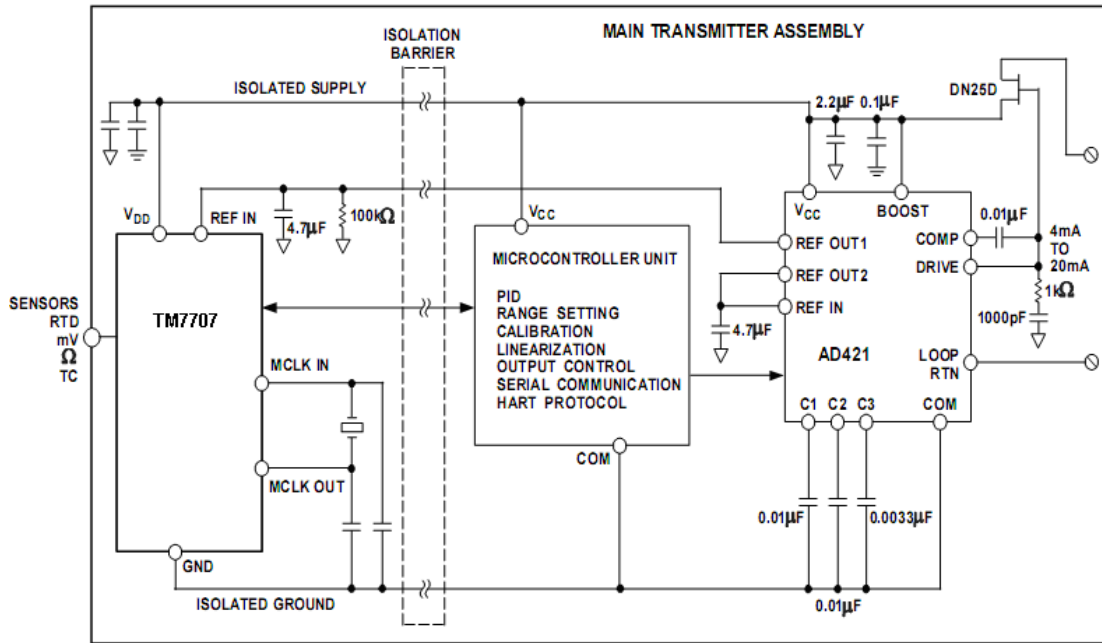 MAIN TRANSMITTER ASSEMBLY
ISOLATION
BARRIER
ISOLATED SUPPLY
DN25D
2.2µF
0.1µF
VDD
REF IN
4.7µF
100kΩ
VCC
VCC
BOOST
0.01µF
COMP
4mA
TO
20mA
DRIVE
1kΩ
1000pF
LOOP
RTN
REF OUT1
REF OUT2
REF IN
4.7µF
AD421
C1
C2
C3
COM
MICROCONTROLLER UNIT
PID
RANGE SETTING
CALIBRATION
LINEARIZATION
OUTPUT CONTROL
SERIAL COMMUNICATION
HART PROTOCOL
COM
SENSORS
RTD
mV
Ω
TC
TM7707
MCLK IN
MCLK OUT
GND
ISOLATED GROUND
0.01µF
0.0033µF
0.01µF